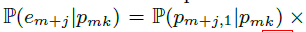 ℙ(e_{m+j}|p_{mk}) = ℙ(p_{m+j,1}|p_{mk}) ×